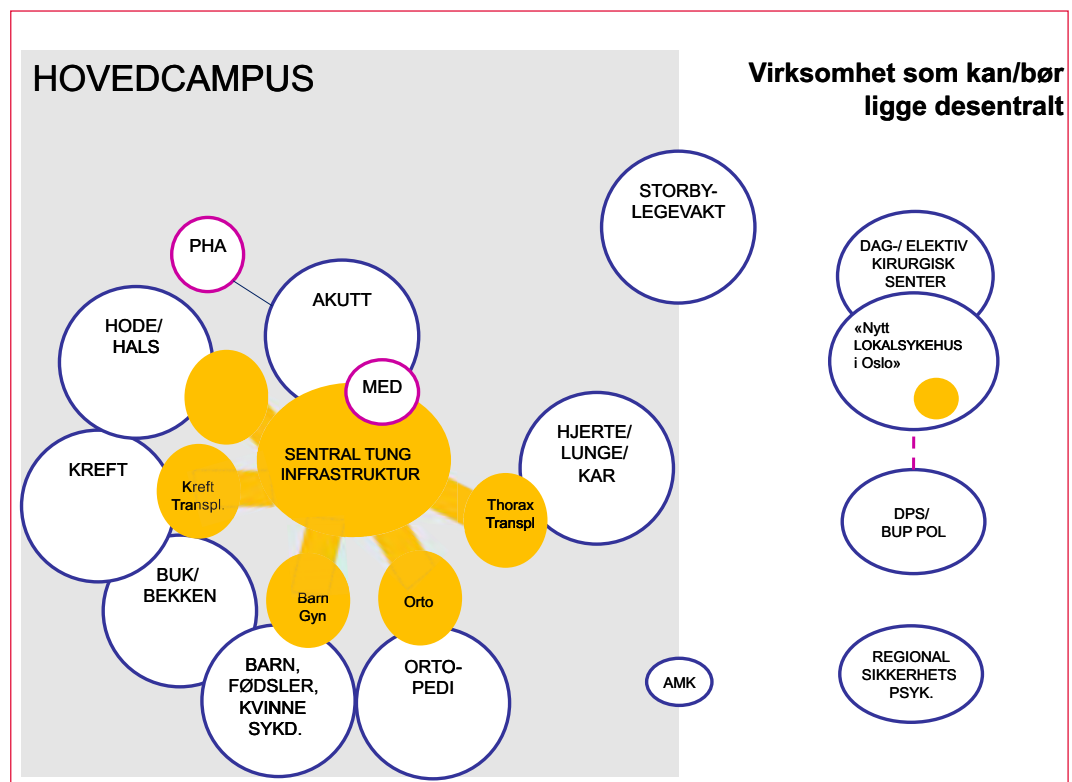 HOVEDCAMPUS
Virksomhet som kan/bør
ligge desentralt
STORBY-
LEGEVAKT
PHA
DAG-/ ELEKTIV
KIRURGISK
SENTER
AKUTT
HODE/
HALS
«Nytt
LOKALSYKEHUS
i Oslo»
MED
HJERTE/
LUNGE/
KAR
SENTRAL TUNG
INFRASTRUKTUR
KREFT
Kreft
Transpl.
Thorax
Transpl
DPS/
BUP POL
BUK/
BEKKEN
Barn
Gyn
Orto
BARN,
FØDSLER,
KVINNE
SYKD.
ORTO-
PEDI
AMK
REGIONAL
SIKKERHETS
PSYK.